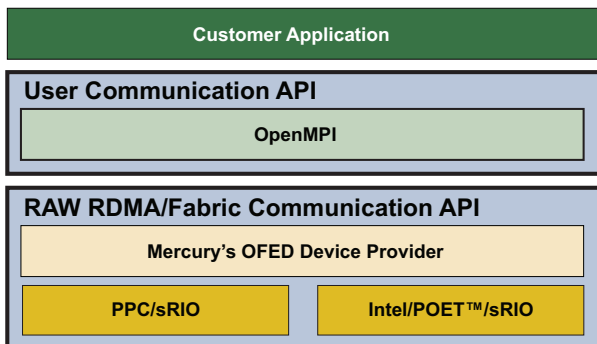 Customer Application
User Communication API
OpenMPI
RAW RDMA/Fabric Communication API
Mercury's OFED Device Provider
PPC/sRIO
Intel/POET™/sRIO